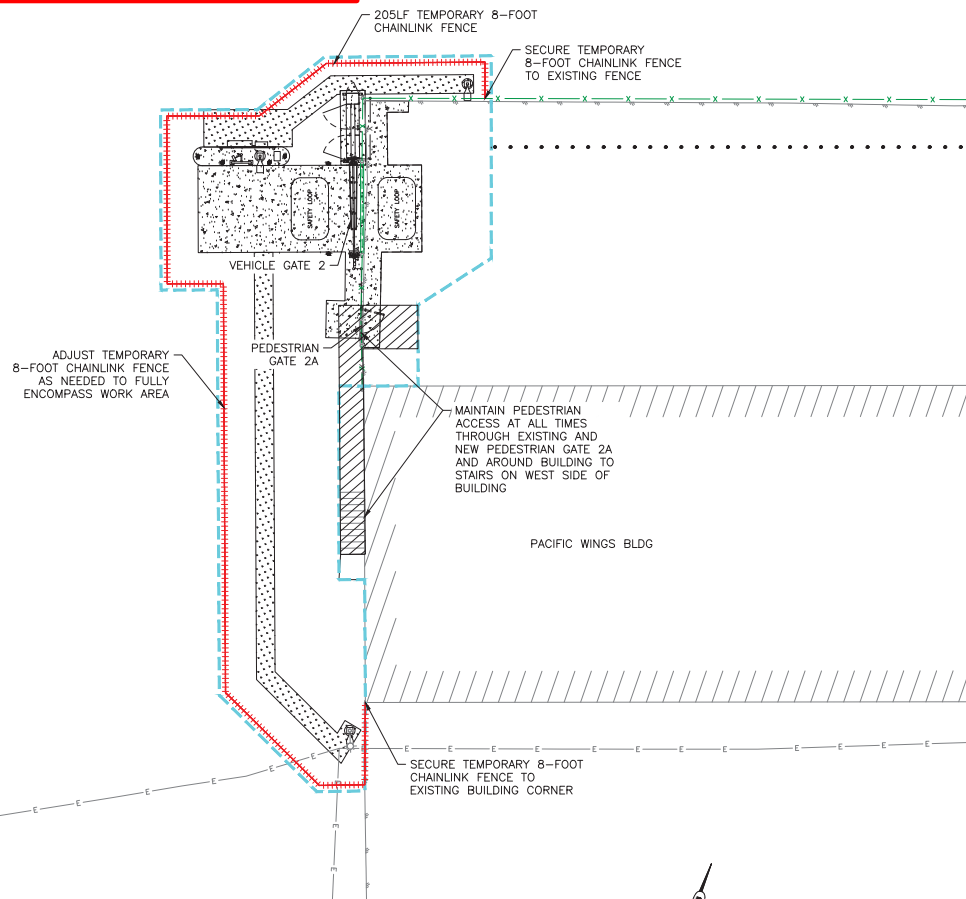 205LF TEMPORARY 8-FOOT
CHAINLINK FENCE
SECURE TEMPORARY
8-FOOT CHAINLINK FENCE
TO EXISTING FENCE
X X X X X X X X X X X X X
SAFETY LOOP
SAFETY LOOP
VEHICLE GATE 2
PEDESTRIAN
GATE 2A
ADJUST TEMPORARY
8-FOOT CHAINLINK FENCE
AS NEEDED TO FULLY
ENCOMPASS WORK AREA
MAINTAIN PEDESTRIAN
ACCESS AT ALL TIMES
THROUGH EXISTING AND
NEW PEDESTRIAN GATE 2A
AND AROUND BUILDING TO
STAIRS ON WEST SIDE OF
BUILDING
PACIFIC WINGS BLDG
SECURE TEMPORARY 8-FOOT
CHAINLINK FENCE TO
EXISTING BUILDING CORNER
E E E E E E E E E E E E E E
E
E